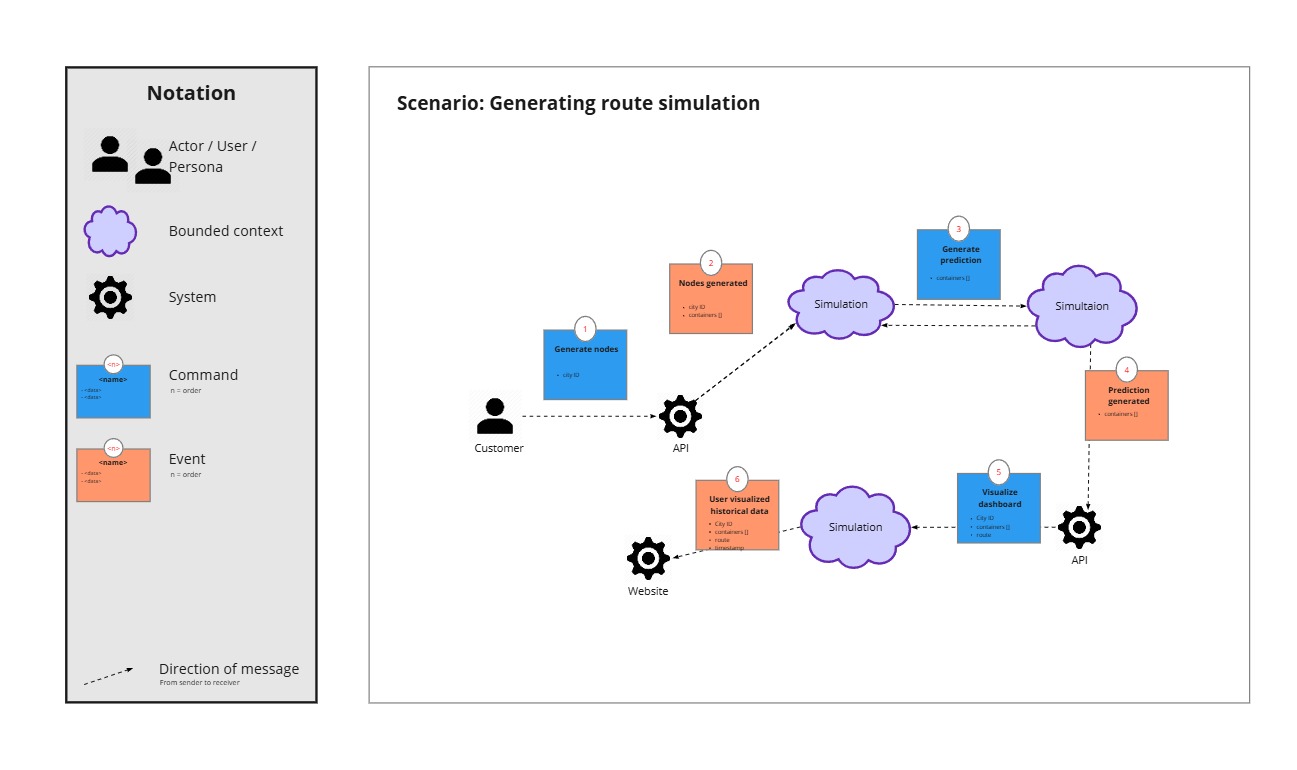 Notation
Actor / User /
Persona
Bounded context
System
<n>
<name>
- <data>
- <data>
Command
n = order
<n>
<name>
- <data>
- <data>
Event
n = order
Direction of message
From sender to receiver
Scenario: Generating route simulation
1
Generate nodes
• city ID
2
Nodes generated
• city ID
• containers []
3
Generate
prediction
• containers []
Simulation
Simultaion
4
Prediction
generated
• containers []
Customer
API
5
Visualize
dashboard
• City ID
• containers []
• route
API
Simulation
6
User visualized
historical data
• City ID
• containers []
• route
• timestamp
Website